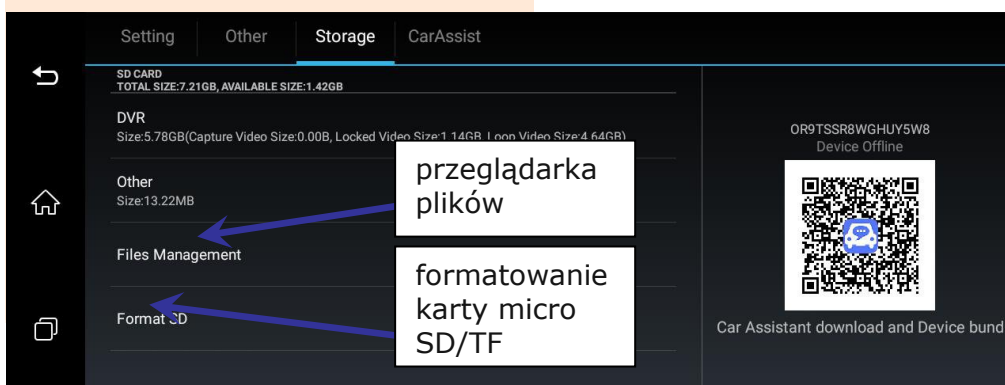 Setting Other Storage CarAssist
SD CARD
TOTAL SIZE:7.21GB, AVAILABLE SIZE:1.42GB
DVR
Size:5.78GB(Capture Video Size:0.00B, Locked Video Size:1.14GB, Loop Video Size:4.64GB)
Other
Size:13.22MB
Files Management
Format SD
przeglądarka
plików
formatowanie
karty micro
SD/TF
OR9TSSR8WGHUY5W8
Device Offline
Car Assistant download and Device bund